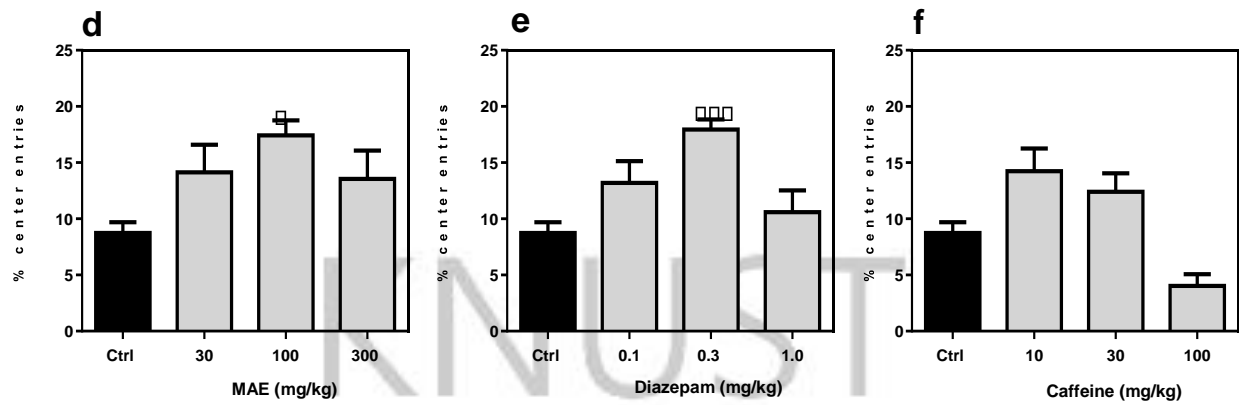 d
25
20
15
10
5
0
% center entries
□
Ctrl 30 100 300
MAE (mg/kg)
e
25
20
15
10
5
0
% center entries
□□□
Ctrl 0.1 0.3 1.0
Diazepam (mg/kg)
f
25
20
15
10
5
0
% center entries
Ctrl 10 30 100
Caffeine (mg/kg)
KNUST